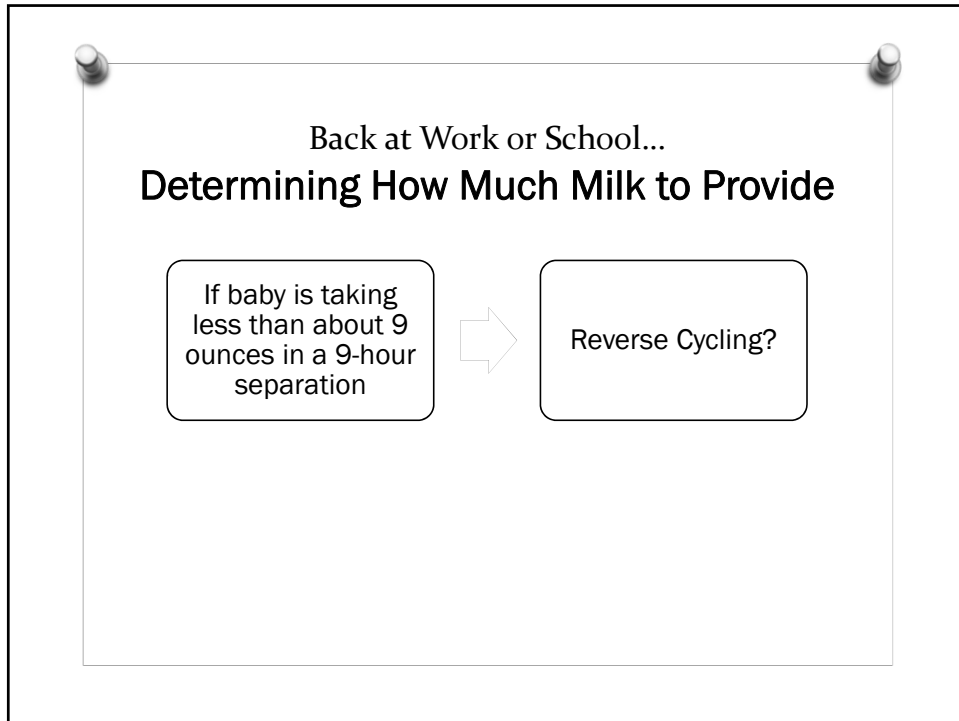 Back at Work or School…
Determining How Much Milk to Provide
If baby is taking
less than about 9
ounces in a 9-hour
separation
Reverse Cycling?